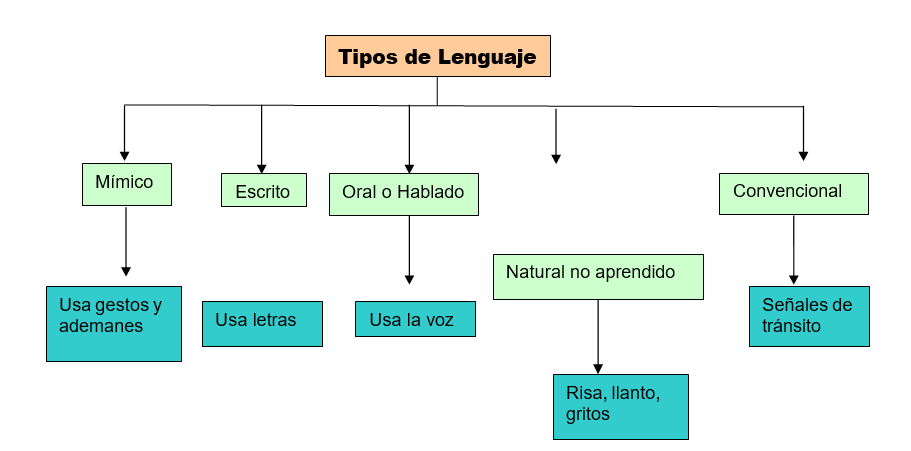 Tipos de Lenguaje
Mímico
Escrito
Oral o Hablado
Convencional
Natural no aprendido
Usa gestos y
ademanes
Usa letras
Usa la voz
Señales de
tránsito
Risa, llanto,
gritos